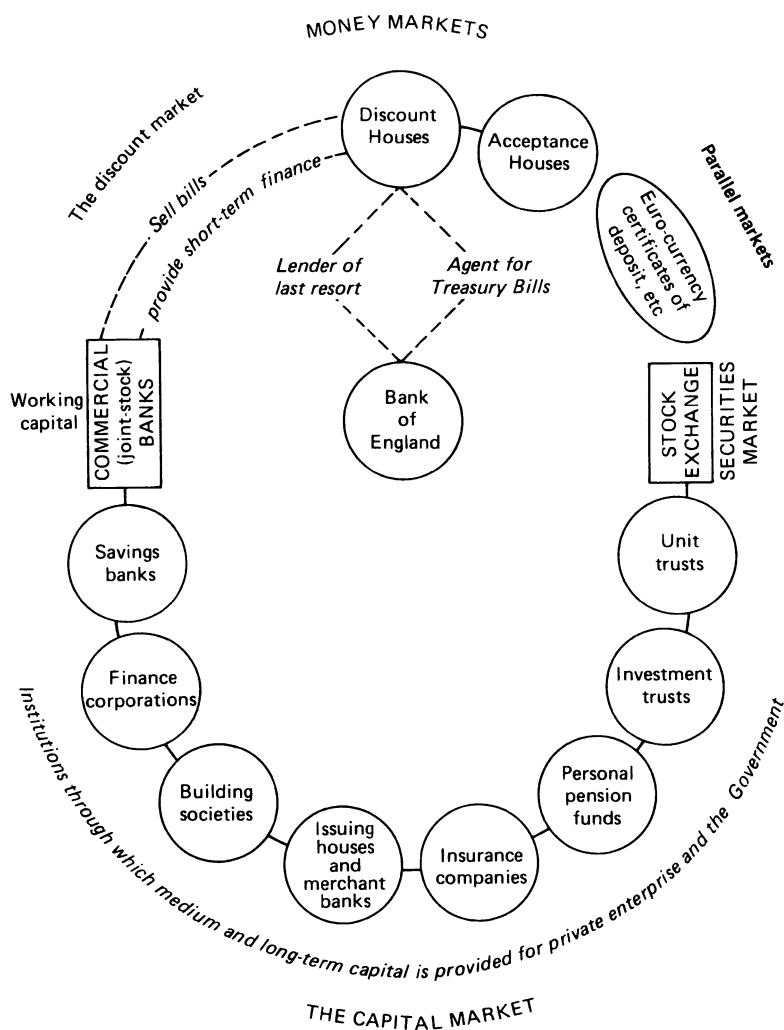 MONEY MARKETS
The discount market
Sell bills
provide short-term finance
Discount
Houses
Acceptance
Houses
Parallel markets
Euro-currency
certificates of
deposit, etc
Lender of
last resort
Agent for
Treasury Bills
Working
capital
COMMERCIAL
(joint-stock)
BANKS
Bank
of
England
STOCK
EXCHANGE
SECURITIES
MARKET
Savings
banks
Unit
trusts
Finance
corporations
Investment
trusts
Building
societies
Personal
pension
funds
Issuing
houses
and
merchant
banks
Insurance
companies
Institutions through which medium and long-term capital is provided for private enterprise and the Government
THE CAPITAL MARKET